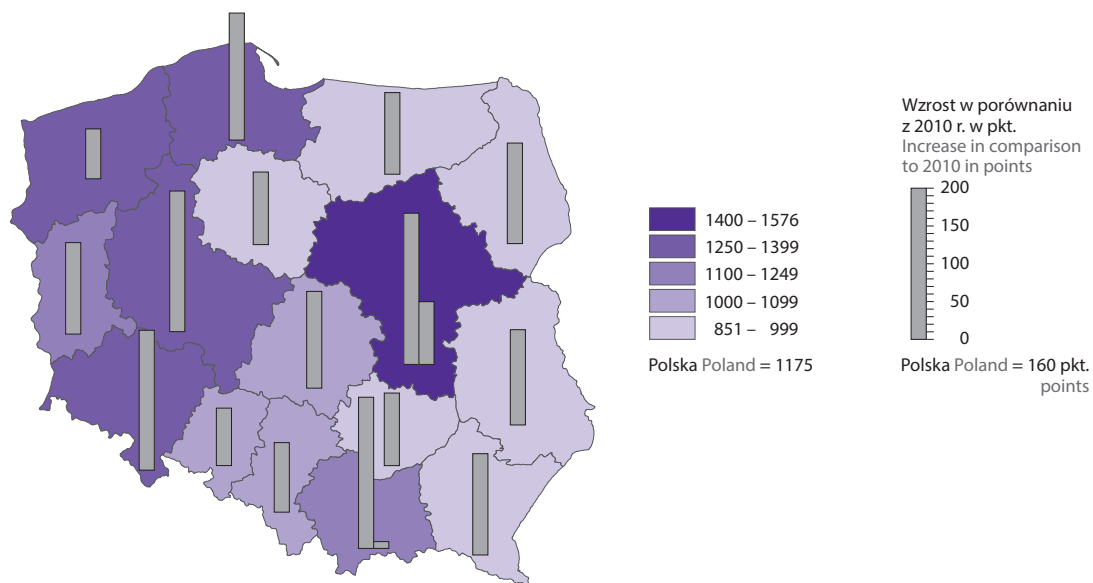 1400 – 1576
1250 – 1399
1100 – 1249
1000 – 1099
851 – 999
Polska Poland = 1175
Wzrost w porównaniu
z 2010 r. w pkt.
Increase in comparison
to 2010 in points
200
150
100
50
0
Polska Poland = 160 pkt.
points